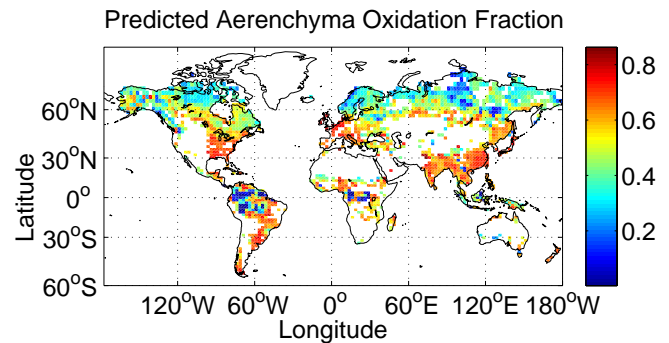 Predicted Aerenchyma Oxidation Fraction
Latitude
60°N
30°N
0°
30°S
60°S
120°W 60°W 0° 60°E 120°E 180°W
Longitude
0.8
0.6
0.4
0.2